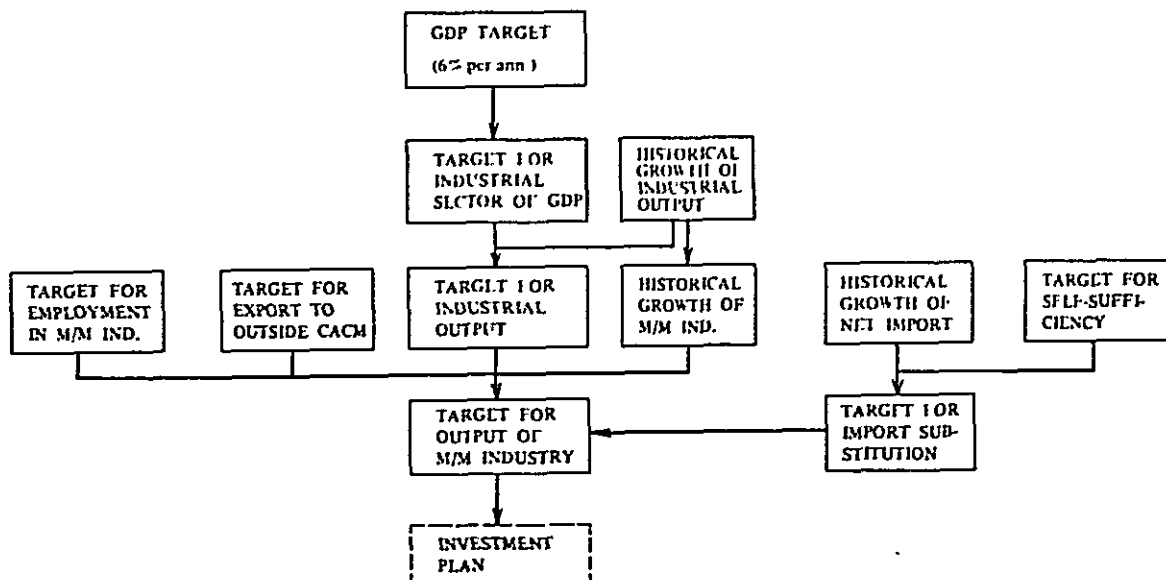 GDP TARGET
(6% per ann)
TARGET FOR
INDUSTRIAL
SECTOR OF GDP
HISTORICAL
GROWTH OF
INDUSTRIAL
OUTPUT
TARGET FOR
EMPLOYMENT
IN M/M IND.
TARGET FOR
EXPORT TO
OUTSIDE CACM
TARGET FOR
INDUSTRIAL
OUTPUT
HISTORICAL
GROWTH OF
M/M IND.
HISTORICAL
GROWTH OF
NET IMPORT
TARGET FOR
SELF-SUFFI-
CIENCY
TARGET FOR
OUTPUT OF
M/M INDUSTRY
TARGET FOR
IMPORT SUB-
STITUTION
INVESTMENT
PLAN